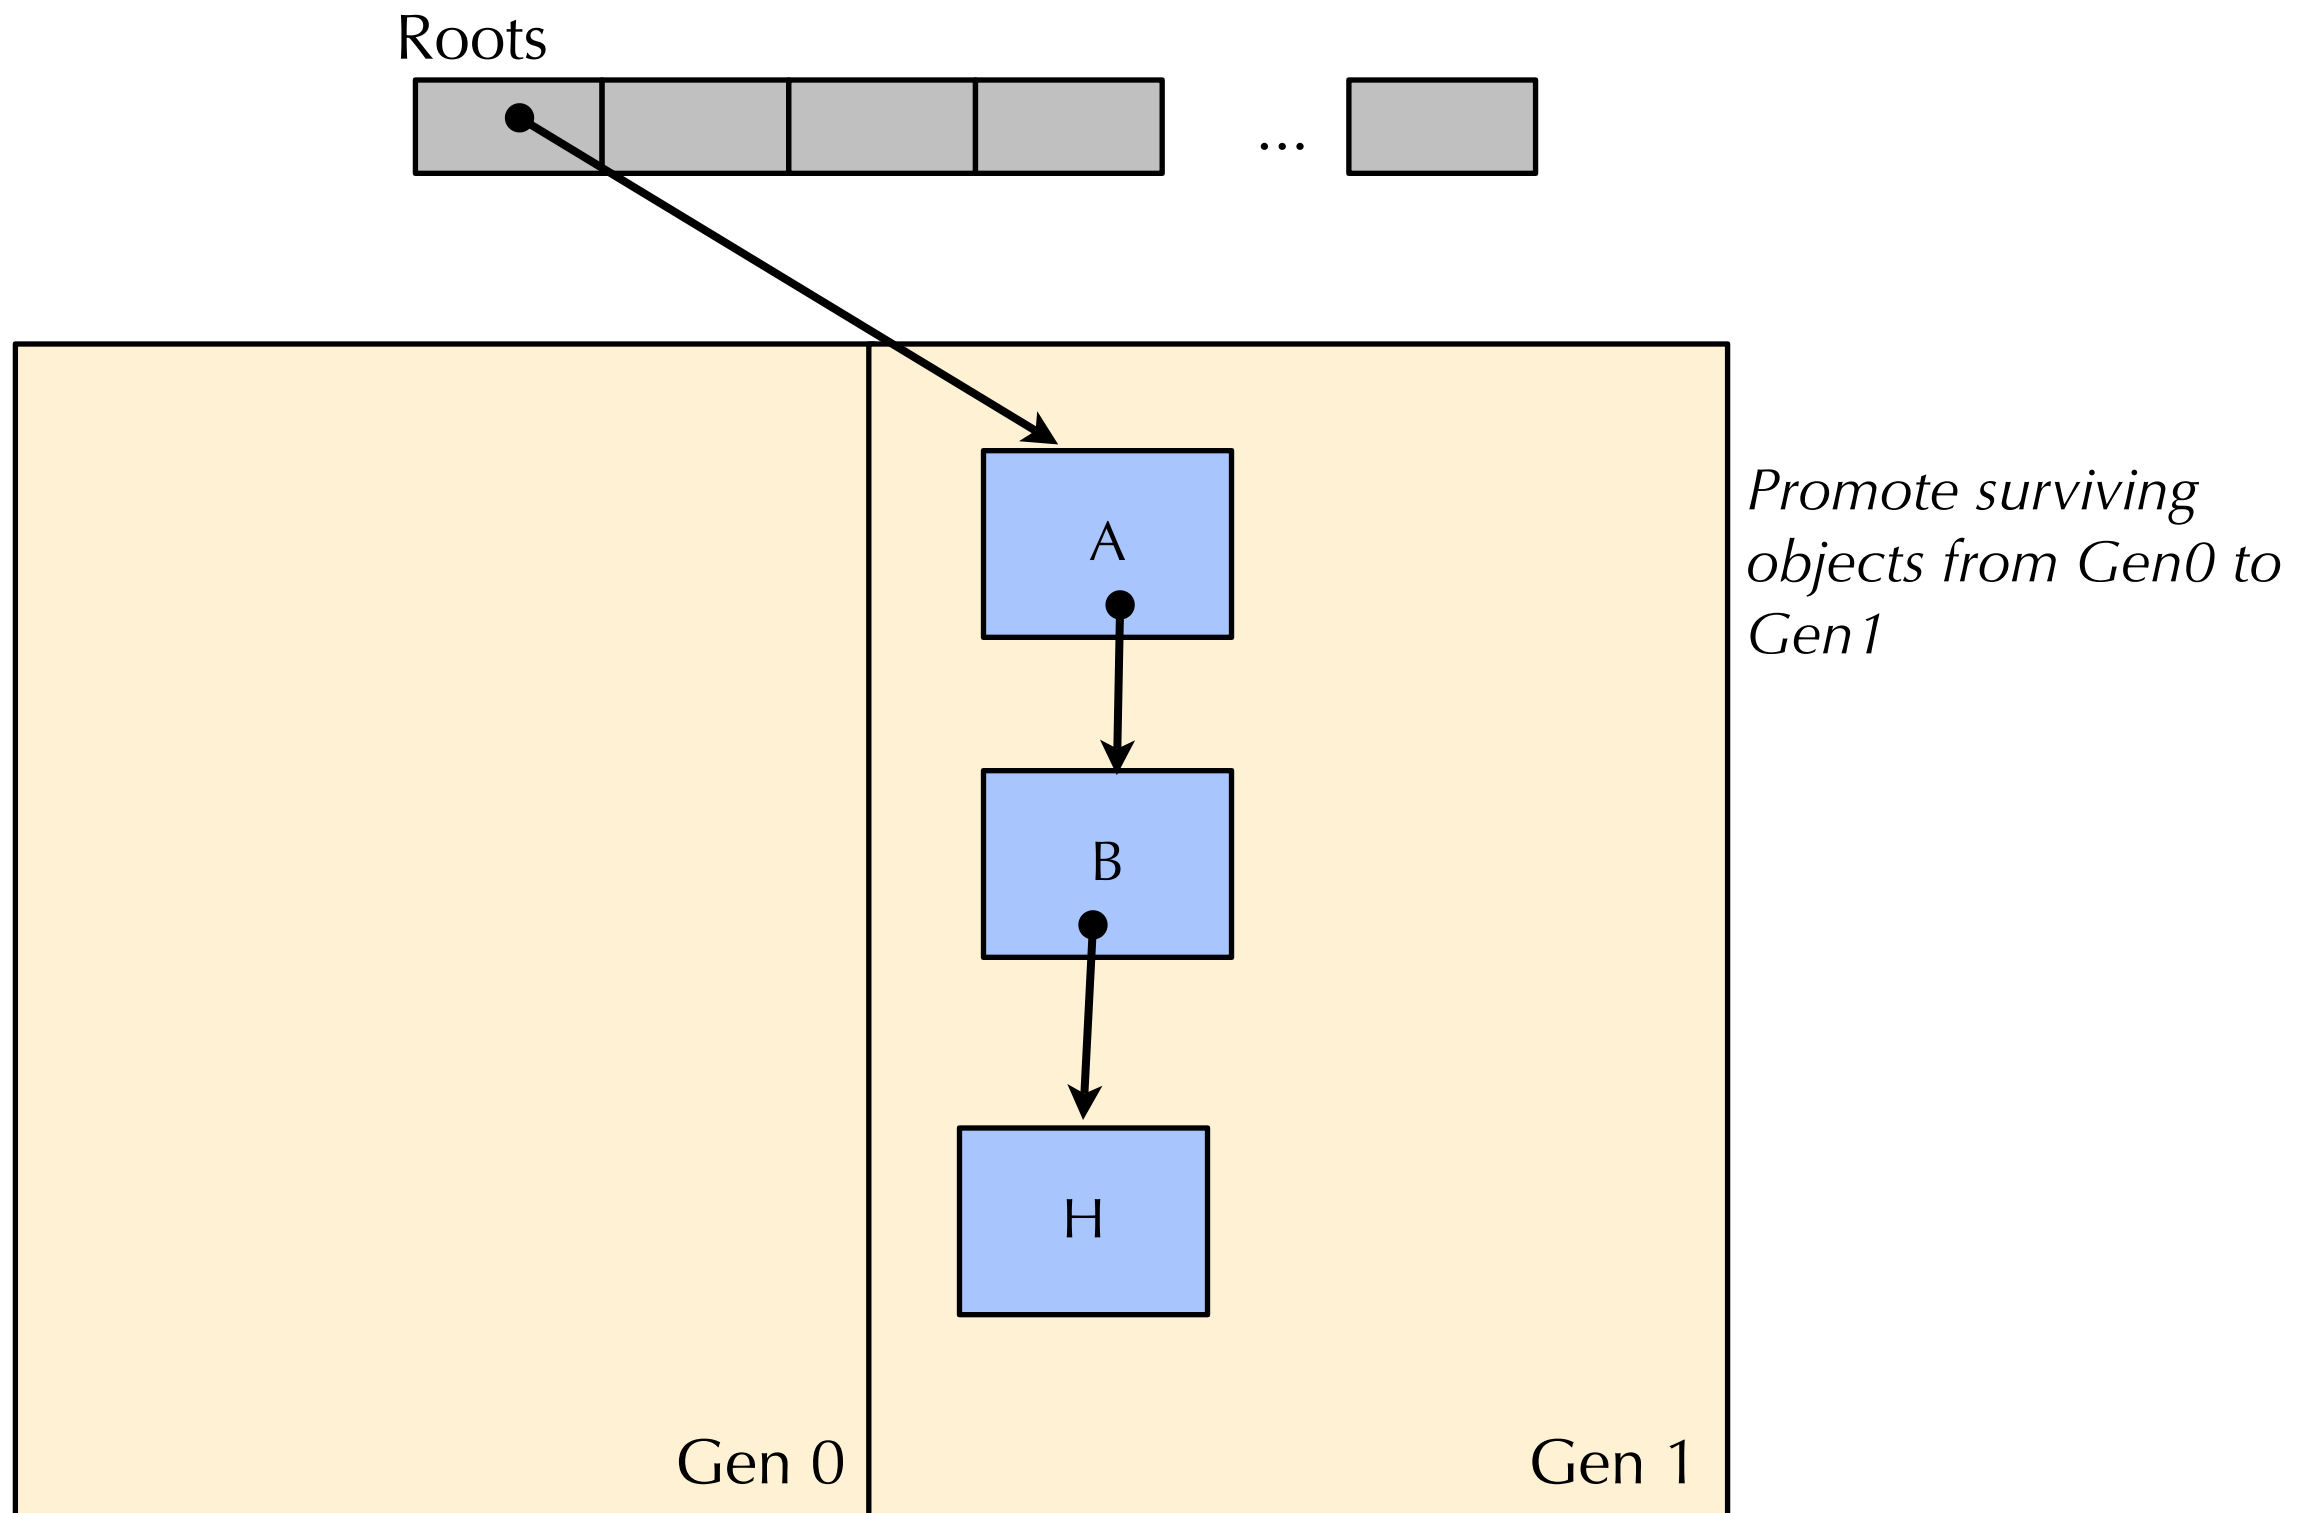 Roots
...
A
Promote surviving
objects from Gen0 to
Gen1
B
H
Gen 0
Gen 1